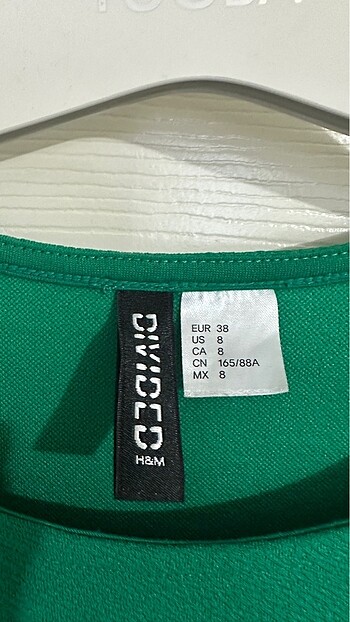 DIVIDED
H&M
EUR 38
US 8
CA 8
CN 165/88A
MX 8